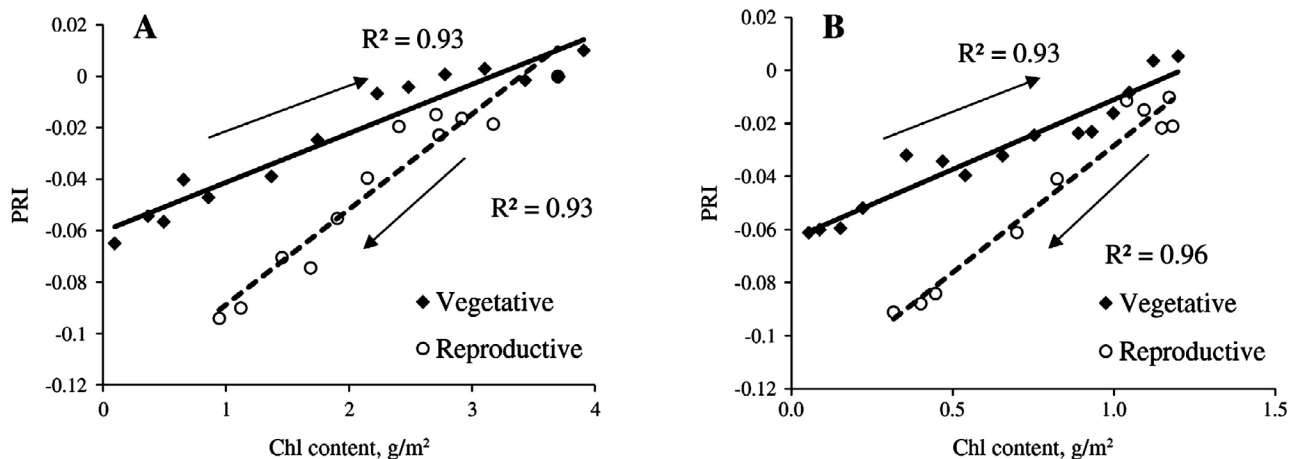 A
R² = 0.93
R² = 0.93
Vegetative
Reproductive
PRI
0.02
0
-0.02
-0.04
-0.06
-0.08
-0.1
-0.12
0
1
2
3
4
Chl content, g/m²
B
R² = 0.93
R² = 0.96
Vegetative
Reproductive
PRI
0.02
0
-0.02
-0.04
-0.06
-0.08
-0.1
-0.12
0.0
0.5
1.0
1.5
Chl content, g/m²